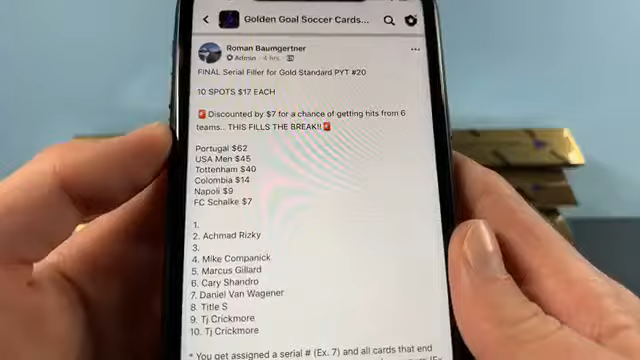 Golden Goal Soccer Cards...
Roman Baumgertner
Admin · 4 hrs ·
FINAL Serial Filler for Gold Standard PYT #20
10 SPOTS $17 EACH
🚨Discounted by $7 for a chance of getting hits from 6
teams.. THIS FILLS THE BREAK!!🚨
Portugal $62
USA Men $45
Tottenham $40
Colombia $14
Napoli $9
FC Schalke $7
1.
2. Achmad Rizky
3.
4. Mike Companick
5. Marcus Gillard
6. Cary Shandro
7. Daniel Van Wagener
8. Title S
9. Tj Crickmore
10. Tj Crickmore
* You get assigned a serial # (Ex. 7) and all cards that end